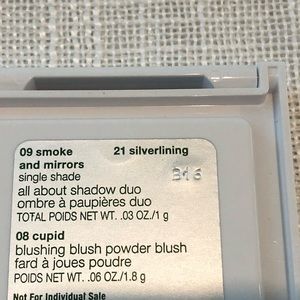 09 smoke 21 silverlining
and mirrors
single shade
B16
all about shadow duo
ombre à paupières duo
TOTAL POIDS NET WT. .03 OZ./1 g
08 cupid
blushing blush powder blush
fard à joues poudre
POIDS NET WT. .06 OZ./1.8 g
Not For Individual Sale